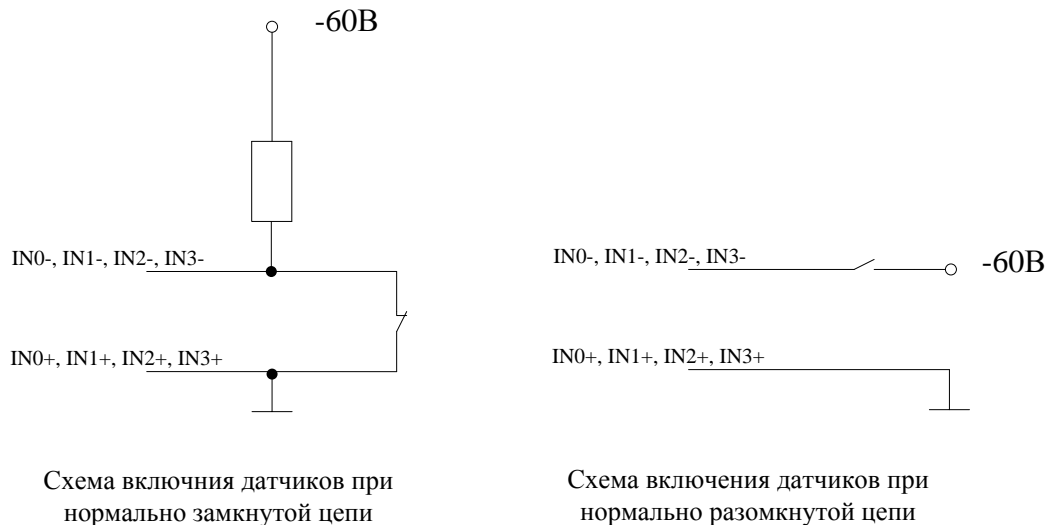 -60В
IN0-, IN1-, IN2-, IN3-
IN0+, IN1+, IN2+, IN3+
Схема включния датчиков при
нормально замкнутой цепи
IN0-, IN1-, IN2-, IN3-
-60В
IN0+, IN1+, IN2+, IN3+
Схема включения датчиков при
нормально разомкнутой цепи